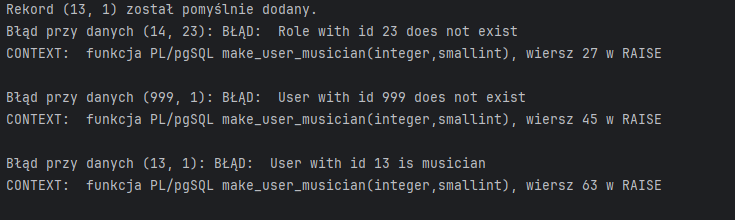 Rekord (13, 1) został pomyślnie dodany.
Błąd przy danych (14, 23): BŁĄD:  Role with id 23 does not exist
CONTEXT:  funkcja PL/pgSQL make_user_musician(integer,smallint), wiersz 27 w RAISE
Błąd przy danych (999, 1): BŁĄD:  User with id 999 does not exist
CONTEXT:  funkcja PL/pgSQL make_user_musician(integer,smallint), wiersz 45 w RAISE
Błąd przy danych (13, 1): BŁĄD:  User with id 13 is musician
CONTEXT:  funkcja PL/pgSQL make_user_musician(integer,smallint), wiersz 63 w RAISE